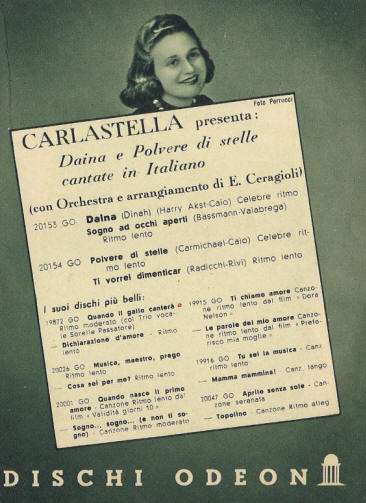 Foto Perrucci
CARLASTELLA presenta:
Daina e Polvere di stelle
cantate in Italiano
(con Orchestra e arrangiamento di E. Ceragioli)
20153 GO Daina (Dinah) (Harry Akst-Caio) Celebre ritmo
Sogno ad occhi aperti (Bassmann-Valabrega)
Ritmo lento
20154 GO Polvere di stelle (Carmichael-Caio) Celebre rit-
mo lento
Ti vorrei dimenticar (Radicchi-Rivi) Ritmo lento
I suoi dischi più belli:
19872 GO Quando il gallo canterà
Ritmo moderato (col Trio voca-
le Sorelle Passatore)
— Dichiarazione d'amore - Ritmo
lento
20026 GO Musica, maestro, prego
Ritmo lento
— Cosa sei per me? Ritmo lento
20001 GO Quando nasce il primo
amore - Canzone Ritmo lento dal
film « Validità giorni 10 »
— Sogno... sogno... (e non ti so-
gno) - Canzone Ritmo moderato
19915 GO Ti chiamo amore Canzo-
ne ritmo lento dal film « Dora
Nelson »
— Le parole del mio amore Canzo-
ne ritmo lento dal film « Prefe-
risco mia moglie »
19916 GO Tu sei la musica - Canz.
Ritmo lento
— Mamma mammina! - Canz. tango
20047 GO Aprile senza sole - Can-
zone serenata
— Topolino - Canzone Ritmo alleg.
DISCHI ODEON